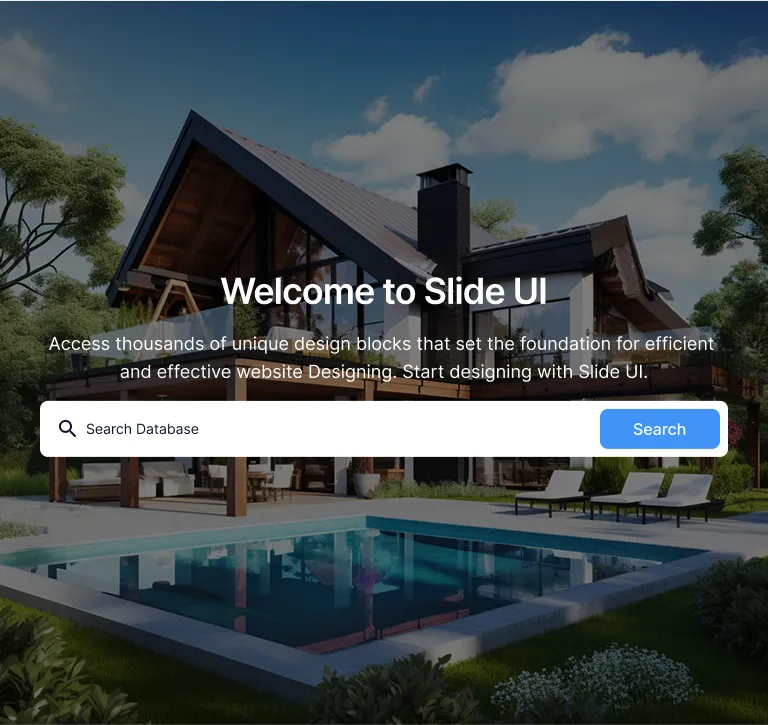 Welcome to Slide UI
Access thousands of unique design blocks that set the foundation for efficient
and effective website Designing. Start designing with Slide UI.
Search Database
Search